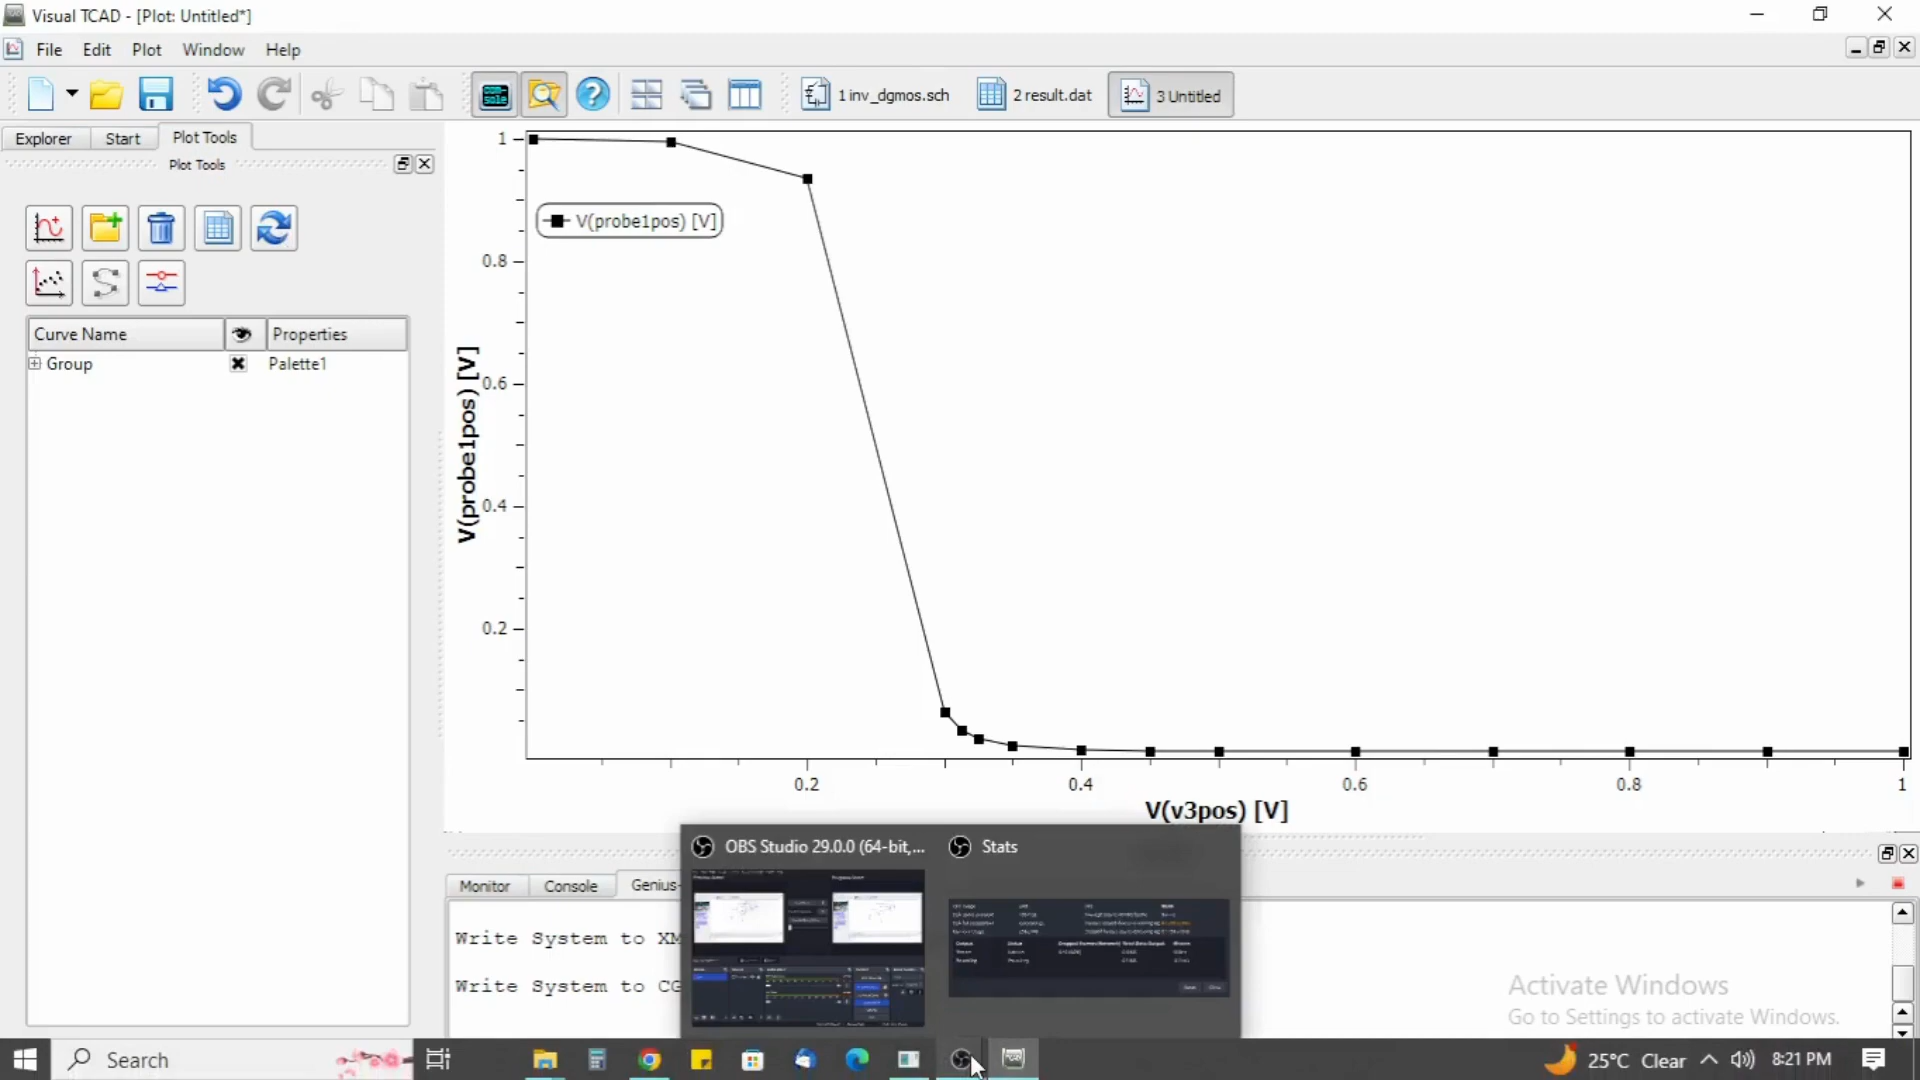 Visual TCAD - [Plot: Untitled*]
File Edit Plot Window Help
1 inv_dgmos.sch 2 result.dat 3 Untitled
Explorer Start Plot Tools
Plot Tools
Curve Name Properties
Group Palette1
1
0.8
0.6
0.4
0.2
V(probe1pos) [V]
V(probe1pos) [V]
0.2 0.4 0.6 0.8 1
V(v3pos) [V]
OBS Studio 29.0.0 (64-bit,... Stats
Monitor Console Genius-
Write System to XM
Write System to CG
Activate Windows
Go to Settings to activate Windows.
Search
25°C Clear 8:21 PM